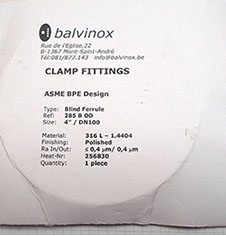 balvinox
Rue de l'Eglise,22
B-1367 Mont-Saint-André
Tél:081/877.143 info@balvinox.be
CLAMP FITTINGS
ASME BPE Design
Type: Blind Ferrule
Ref: 285 B OD
Size: 4" / DN100
Material: 316 L - 1.4404
Finishing: Polished
Ra In/Out: ≤ 0,4 µm/ 0,4 µm
Heat-Nr: 256830
Quantity: 1 piece